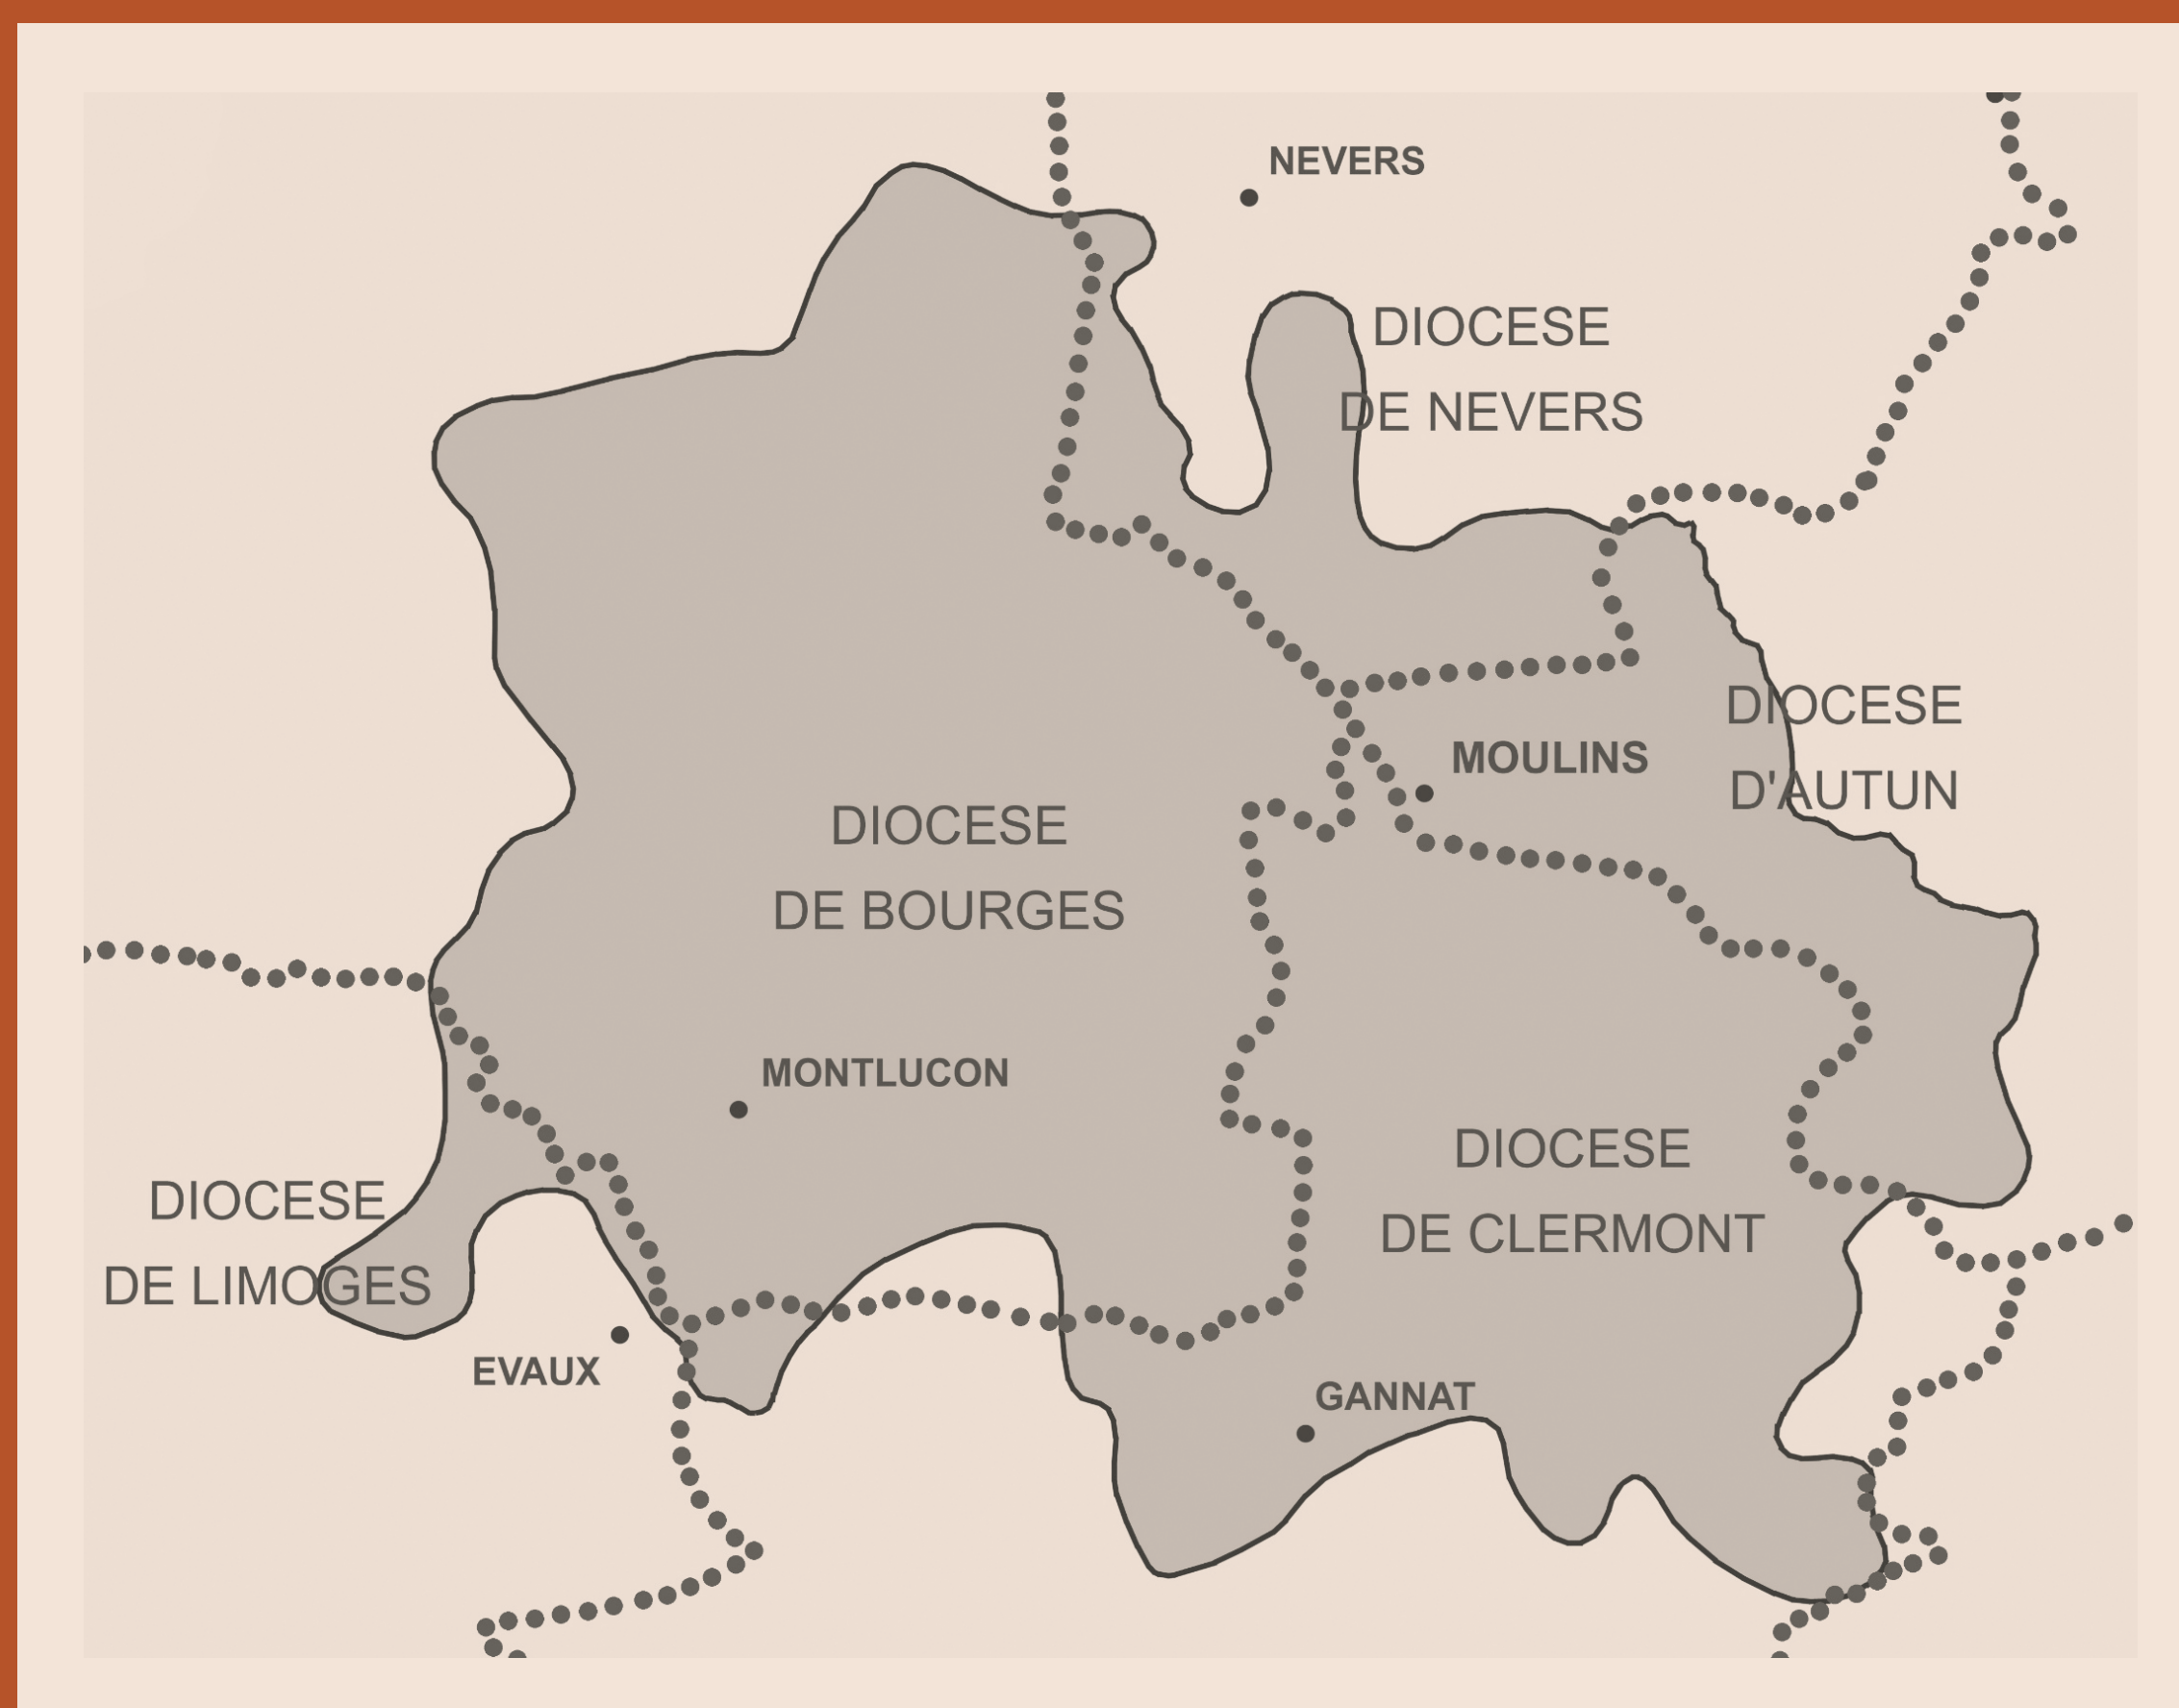 NEVERS
DIOCESE
DE NEVERS
DIOCESE
D'AUTUN
MOULINS
DIOCESE
DE BOURGES
MONTLUCON
DIOCESE
DE CLERMONT
DIOCESE
DE LIMOGES
EVAUX
GANNAT